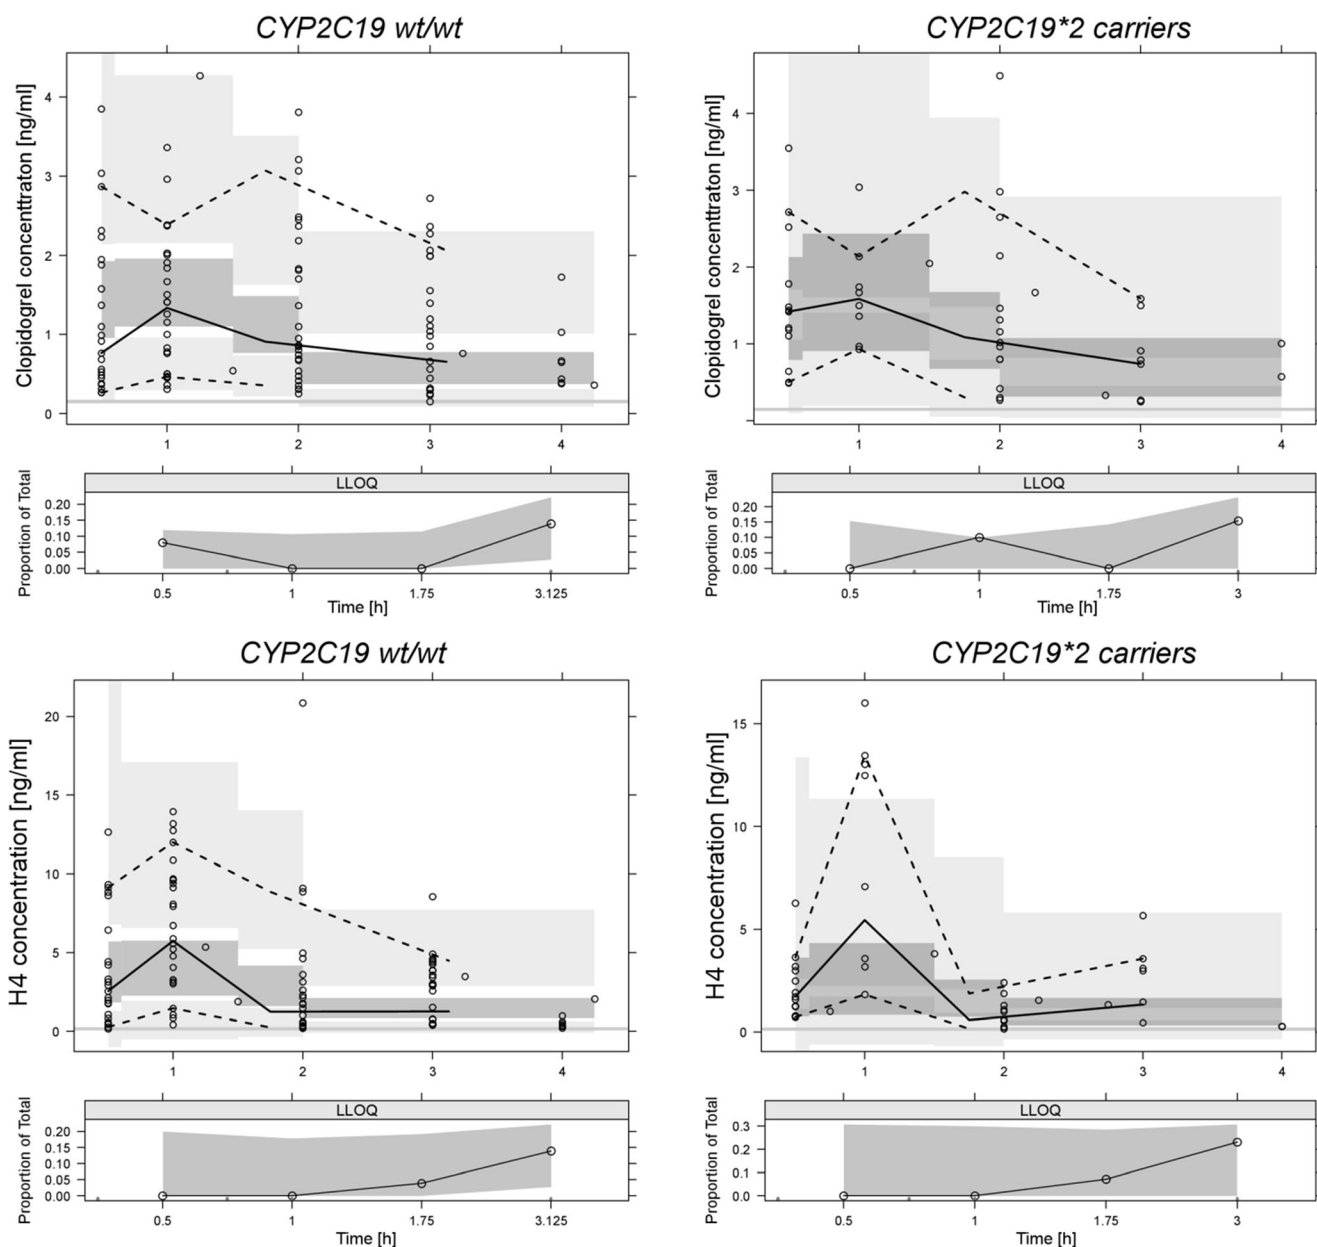 CYP2C19 wt/wt
Clopidogrel concenttraton [ng/ml]
4
3
2
1
0
1 2 3 4
Proportion of Total
LLOQ
0.20
0.15
0.10
0.05
0.00
0.5 1 1.75 3.125
Time [h]
CYP2C19*2 carriers
Clopidogrel concenttraton [ng/ml]
4
3
2
1
1 2 3 4
Proportion of Total
LLOQ
0.20
0.15
0.10
0.05
0.00
0.5 1 1.75 3
Time [h]
CYP2C19 wt/wt
H4 concentration [ng/ml]
20
15
10
5
0
1 2 3 4
Proportion of Total
LLOQ
0.20
0.15
0.10
0.05
0.00
0.5 1 1.75 3.125
Time [h]
CYP2C19*2 carriers
H4 concentration [ng/ml]
15
10
5
0
1 2 3 4
Proportion of Total
LLOQ
0.3
0.2
0.1
0.0
0.5 1 1.75 3
Time [h]